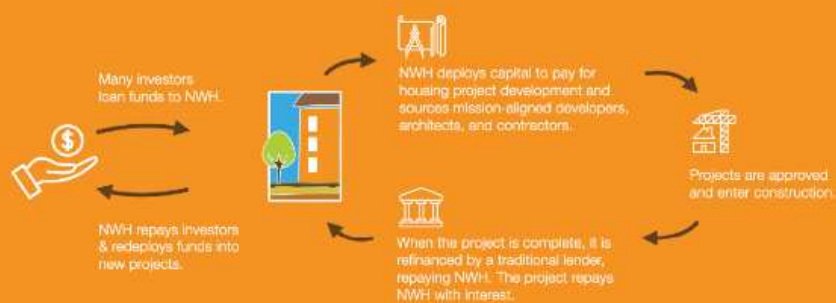 Many investors
loan funds to NWH.
NWH deploys capital to pay for
housing project development and
sources mission-aligned developers,
architects, and contractors.
$
Projects are approved
and enter construction.
When the project is complete, it is
refinanced by a traditional lender,
repaying NWH. The project repays
NWH with interest.
NWH repays investors
& redeploys funds into
new projects.